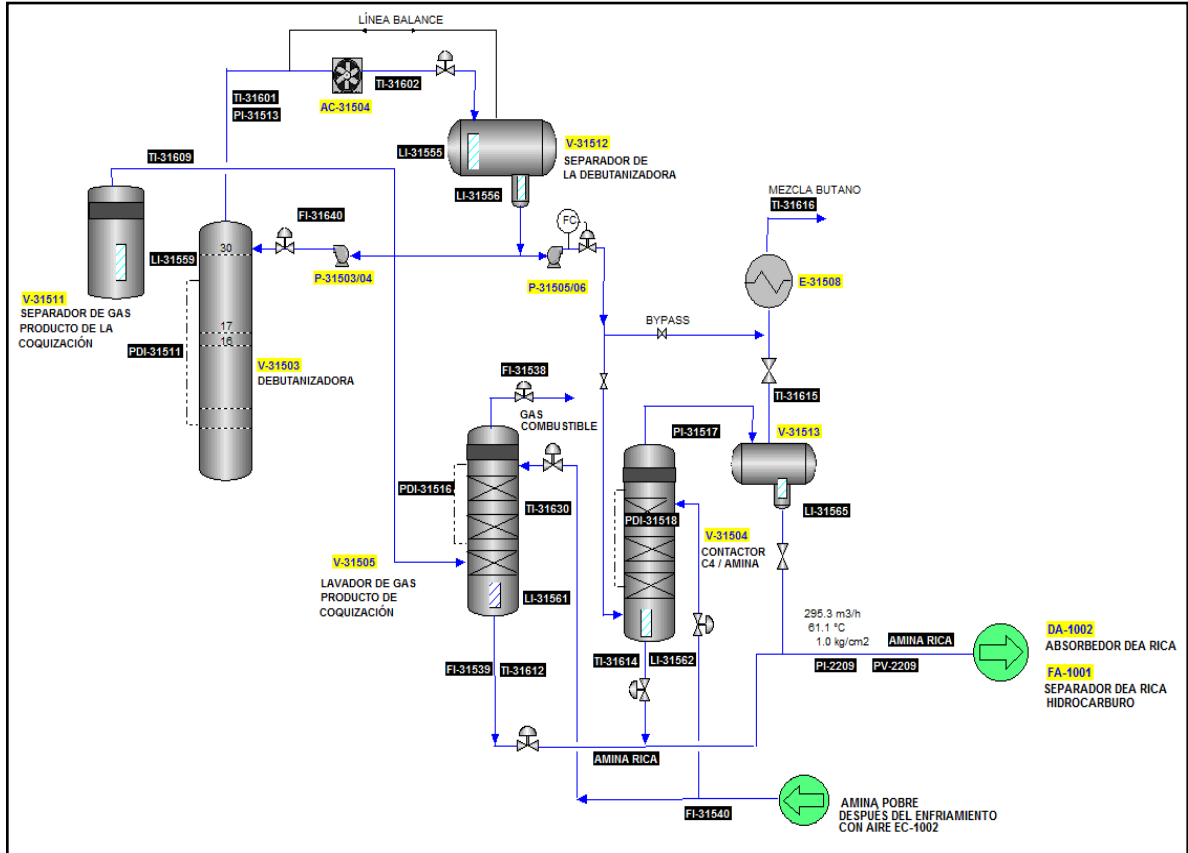 LÍNEA BALANCE
TI-31601
PI-31513
AC-31504
TI-31602
LI-31555
V-31512
SEPARADOR DE
LA DEBUTANIZADORA
LI-31556
TI-31609
FI-31640
FC
MEZCLA BUTANO
TI-31616
30
LI-31559
P-31503/04
P-31505/06
E-31508
V-31511
SEPARADOR DE GAS
PRODUCTO DE LA
COQUIZACIÓN
17
16
PDI-31511
V-31503
DEBUTANIZADORA
BYPASS
FI-31538
GAS
COMBUSTIBLE
TI-31615
PI-31517
V-31513
PDI-31516
TI-31630
PDI-31518
LI-31565
V-31504
CONTACTOR
C4 / AMINA
V-31505
LAVADOR DE GAS
PRODUCTO DE
COQUIZACIÓN
LI-31561
295.3 m3/h
61.1 °C
1.0 kg/cm2
AMINA RICA
PI-2209
PV-2209
DA-1002
ABSORBEDOR DEA RICA
FA-1001
SEPARADOR DEA RICA
HIDROCARBURO
FI-31539
TI-31612
TI-31614
LI-31562
AMINA RICA
FI-31540
AMINA POBRE
DESPUÉS DEL ENFRIAMIENTO
CON AIRE EC-1002